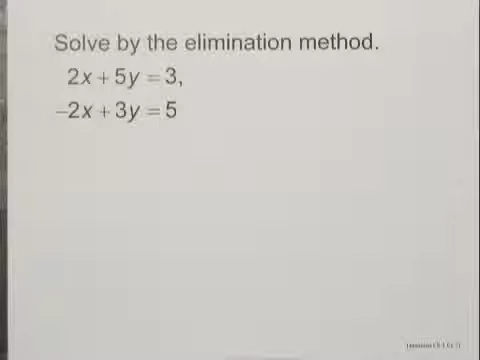 Solve by the elimination method.
2x + 5y = 3,
−2x + 3y = 5